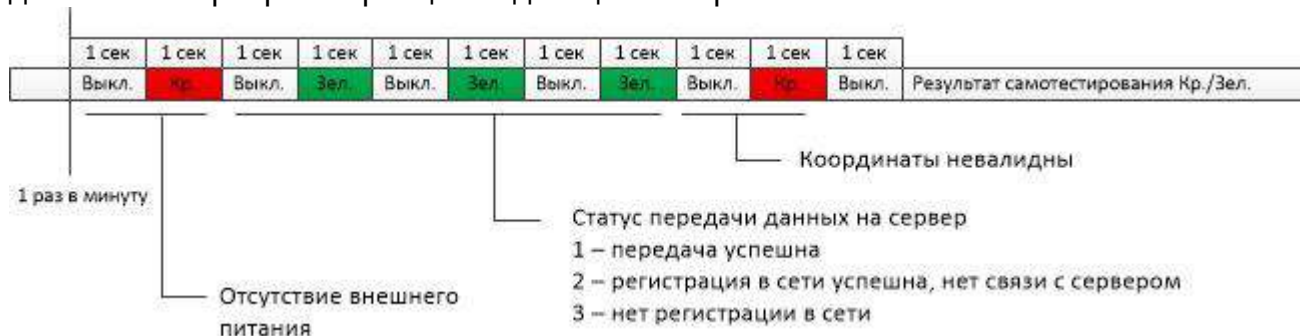 1 сек 1 сек 1 сек 1 сек 1 сек 1 сек 1 сек 1 сек 1 сек 1 сек 1 сек
Выкл. Кр. Выкл. Зел. Выкл. Зел. Выкл. Зел. Выкл. Кр. Выкл. Результат самотестирования Кр./Зел.
Координаты невалидны
1 раз в минуту
Статус передачи данных на сервер
1 – передача успешна
2 – регистрация в сети успешна, нет связи с сервером
3 – нет регистрации в сети
Отсутствие внешнего
питания